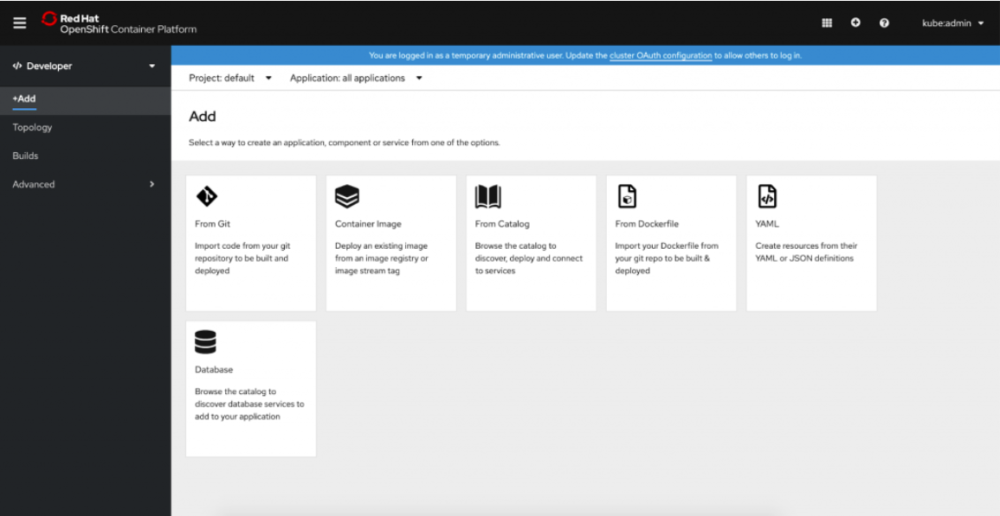 Red Hat
OpenShift Container Platform
kube:admin
Developer
You are logged in as a temporary administrative user. Update the cluster OAuth configuration to allow others to log in.
Project: default
Application: all applications
+Add
Topology
Builds
Advanced
Add
Select a way to create an application, component or service from one of the options.
From Git
Import code from your git
repository to be built and
deployed
Container Image
Deploy an existing image
from an image registry or
image stream tag
From Catalog
Browse the catalog to
discover, deploy and connect
to services
From Dockerfile
Import your Dockerfile from
your git repo to be built &
deployed
YAML
Create resources from their
YAML or JSON definitions
Database
Browse the catalog to
discover database services to
add to your application